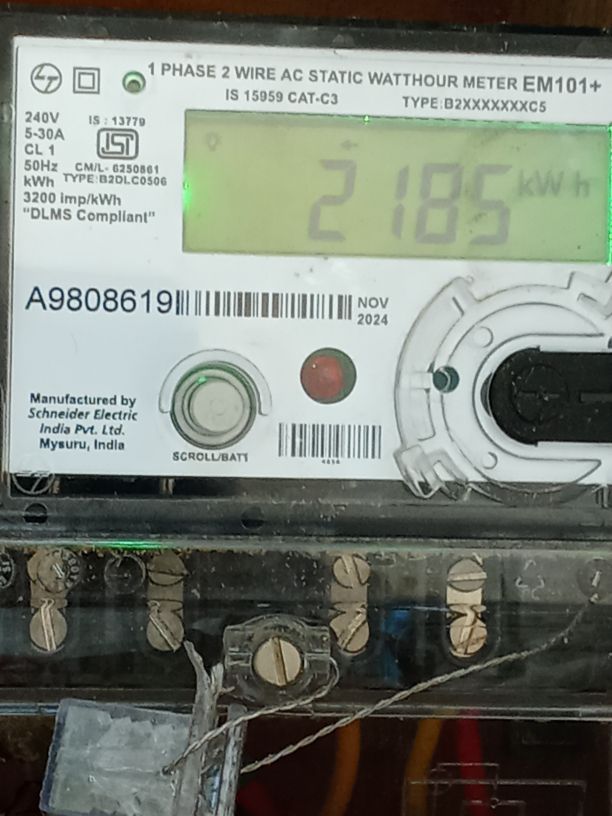 1 PHASE 2 WIRE AC STATIC WATTHOUR METER EM101+
IS 15959 CAT-C3 TYPE:B2XXXXXXXC5
240V
5-30A
CL 1
50Hz
kWh
3200 imp/kWh
"DLMS Compliant"
IS : 13779
ISI
CM/L- 6250861
TYPE:B2DLC0506
2185 kWh
A9808619
NOV
2024
Manufactured by
Schneider Electric
India Pvt. Ltd.
Mysuru, India
SCROLL/BATT